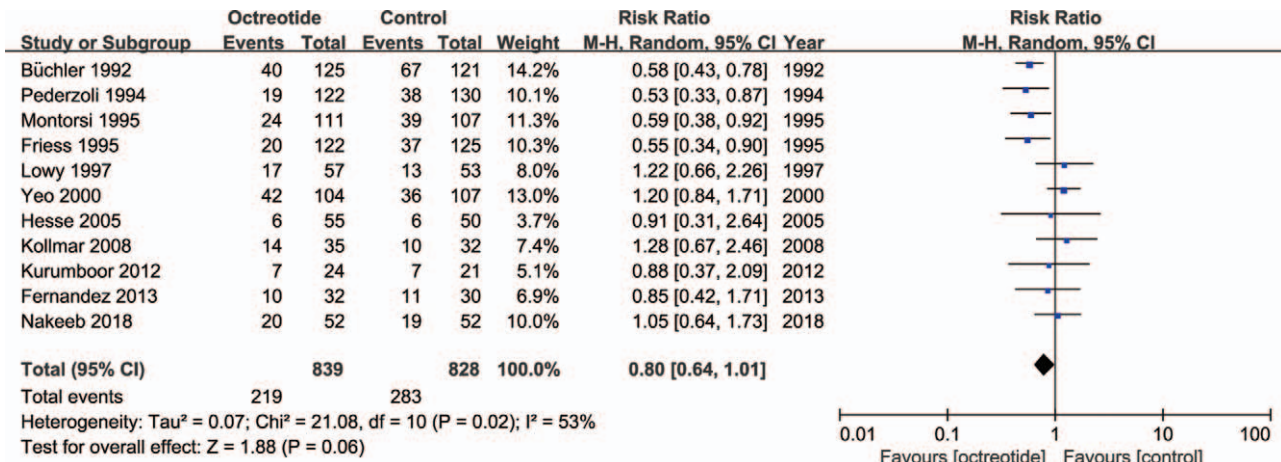 Octreotide Control Risk Ratio Risk Ratio
Study or Subgroup Events Total Events Total Weight M-H, Random, 95% CI Year M-H, Random, 95% CI
Büchler 1992 40 125 67 121 14.2% 0.58 [0.43, 0.78] 1992
Pederzoli 1994 19 122 38 130 10.1% 0.53 [0.33, 0.87] 1994
Montorsi 1995 24 111 39 107 11.3% 0.59 [0.38, 0.92] 1995
Friess 1995 20 122 37 125 10.3% 0.55 [0.34, 0.90] 1995
Lowy 1997 17 57 13 53 8.0% 1.22 [0.66, 2.26] 1997
Yeo 2000 42 104 36 107 13.0% 1.20 [0.84, 1.71] 2000
Hesse 2005 6 55 6 50 3.7% 0.91 [0.31, 2.64] 2005
Kollmar 2008 14 35 10 32 7.4% 1.28 [0.67, 2.46] 2008
Kurumboor 2012 7 24 7 21 5.1% 0.88 [0.37, 2.09] 2012
Fernandez 2013 10 32 11 30 6.9% 0.85 [0.42, 1.71] 2013
Nakeeb 2018 20 52 19 52 10.0% 1.05 [0.64, 1.73] 2018
Total (95% CI) 839 828 100.0% 0.80 [0.64, 1.01]
Total events 219 283
Heterogeneity: Tau² = 0.07; Chi² = 21.08, df = 10 (P = 0.02); I² = 53%
Test for overall effect: Z = 1.88 (P = 0.06)
0.01 0.1 1 10 100
Favours [octreotide] Favours [control]